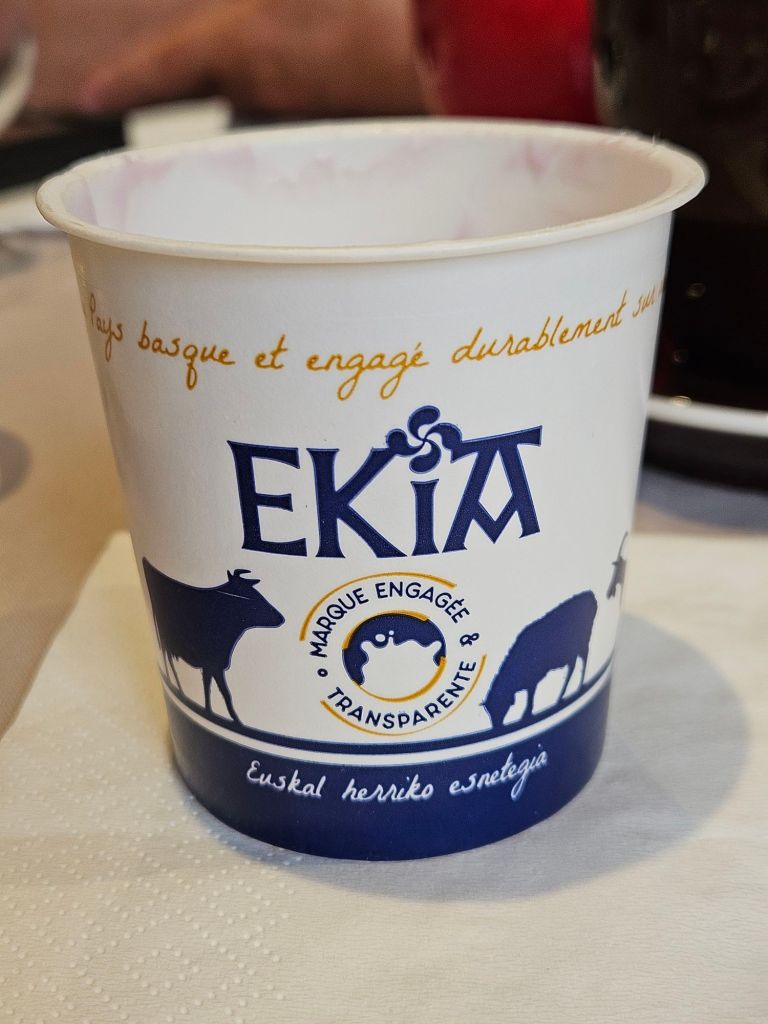 Pays basque et engagé durablement sur
EKiA
MARQUE ENGAGÉE &
TRANSPARENTE
Euskal herriko esnetegia